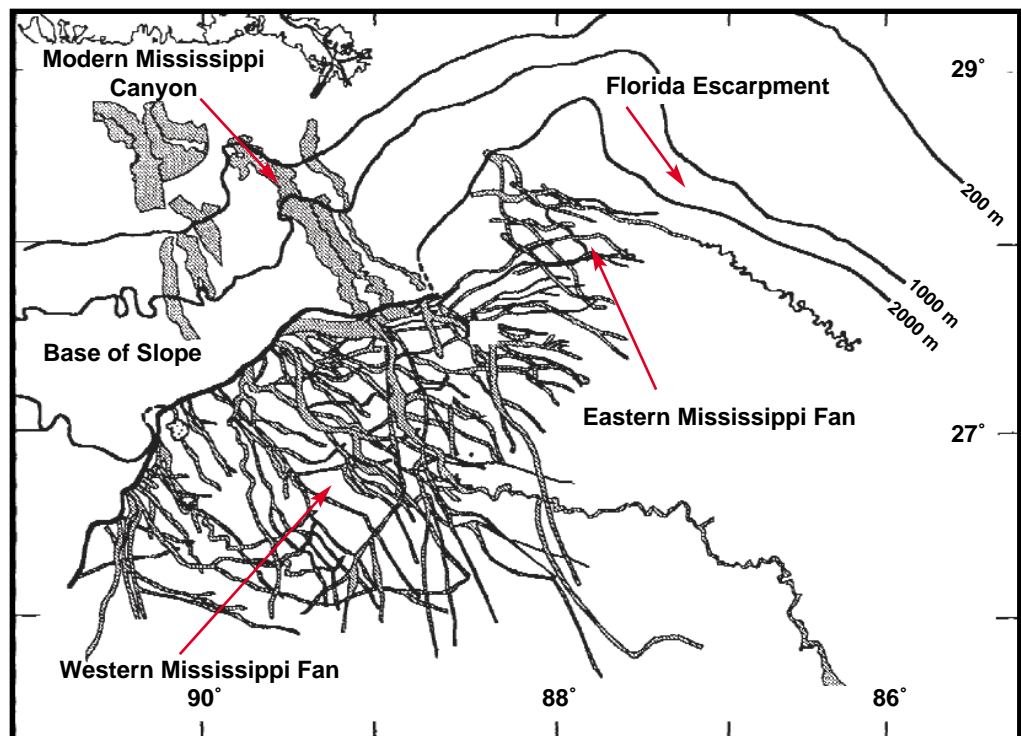 Modern Mississippi
Canyon
Florida Escarpment
29˚
200 m
1000 m
2000 m
Base of Slope
Eastern Mississippi Fan
27˚
Western Mississippi Fan
90˚
88˚
86˚